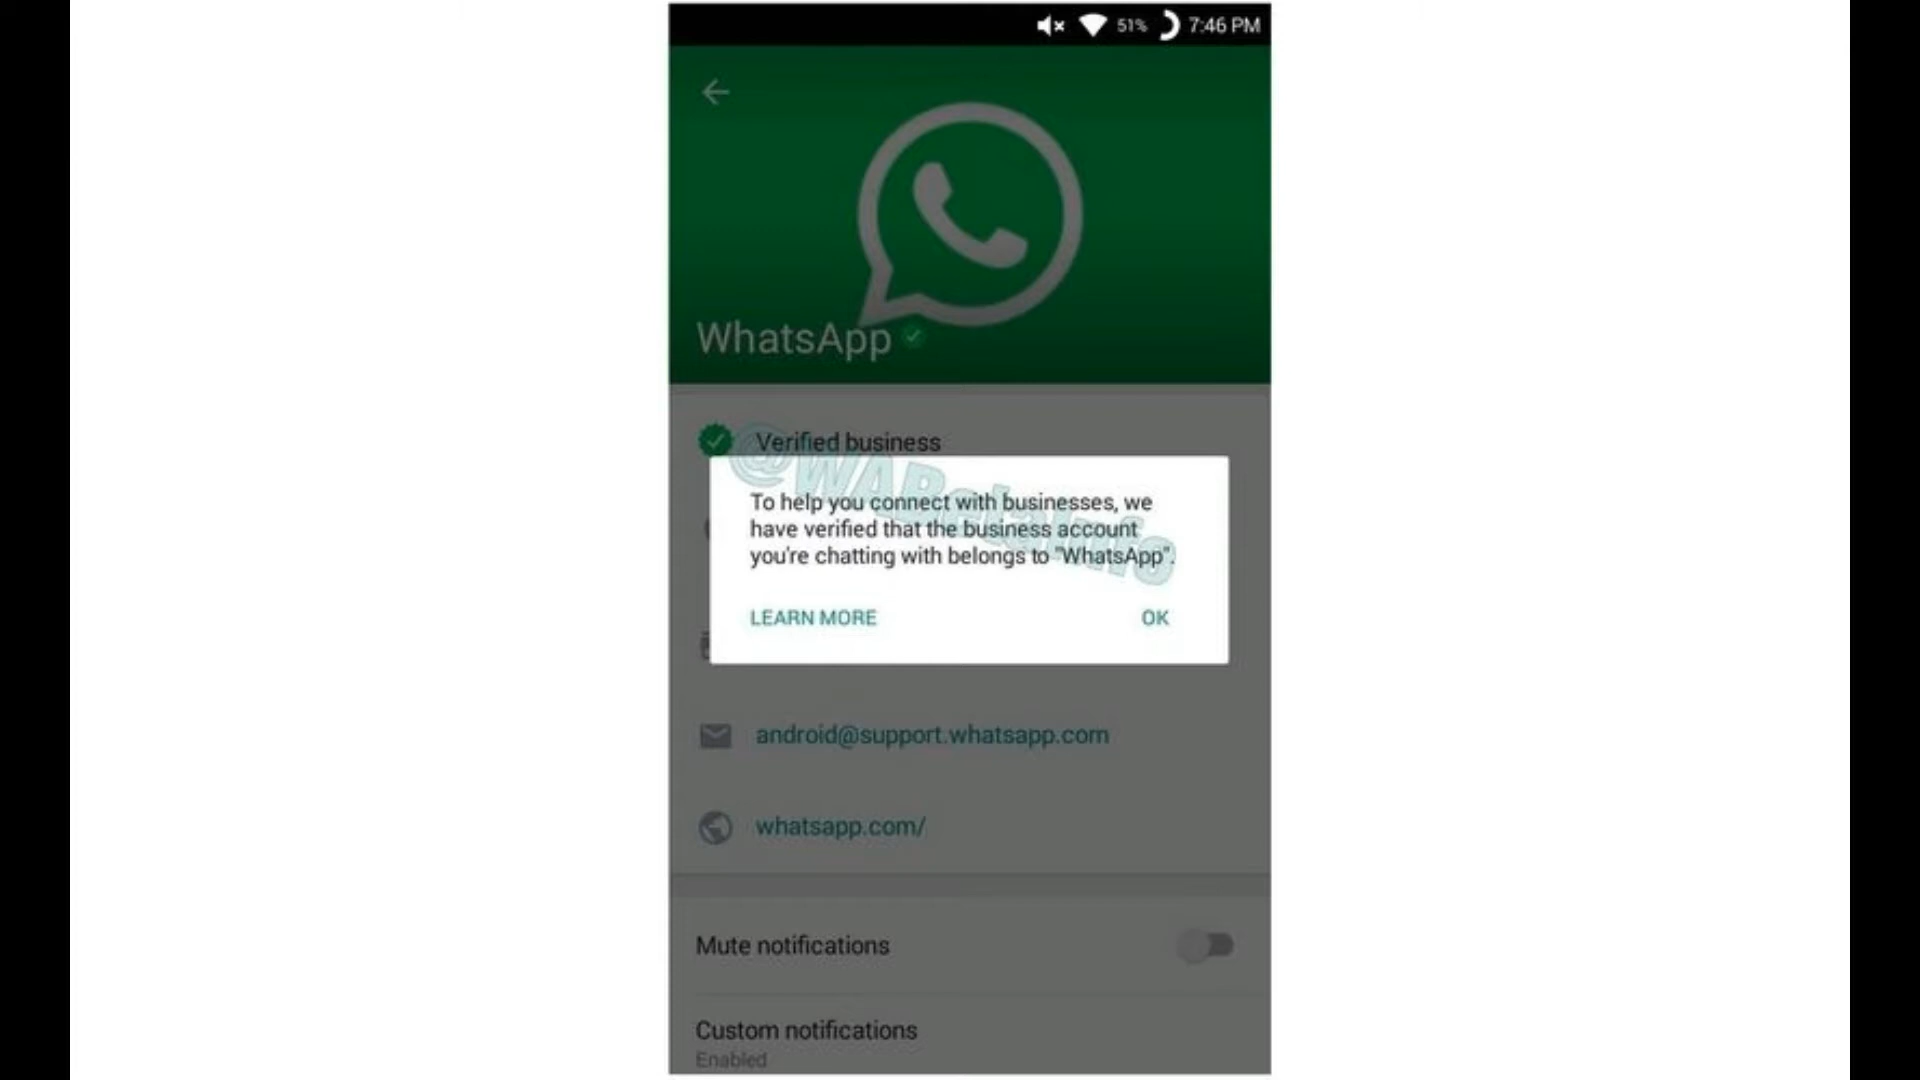 51% 7:46 PM
WhatsApp
Verified business
@WABetaInfo
To help you connect with businesses, we
have verified that the business account
you're chatting with belongs to "WhatsApp".
LEARN MORE OK
android@support.whatsapp.com
whatsapp.com/
Mute notifications
Custom notifications
Enabled